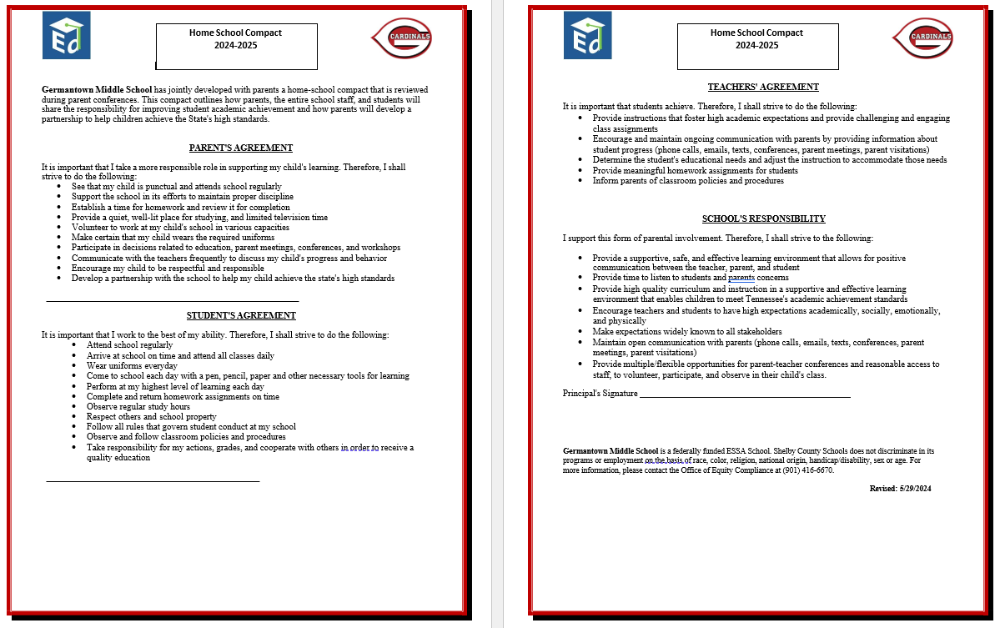 Ed
Home School Compact
2024-2025
CARDINALS
Germantown Middle School has jointly developed with parents a home-school compact that is reviewed
during parent conferences. This compact outlines how parents, the entire school staff, and students will
share the responsibility for improving student academic achievement and how parents will develop a
partnership to help children achieve the State's high standards.
PARENT'S AGREEMENT
It is important that I take a more responsible role in supporting my child's learning. Therefore, I shall
strive to do the following:
• See that my child is punctual and attends school regularly
• Support the school in its efforts to maintain proper discipline
• Establish a time for homework and review it for completion
• Provide a quiet, well-lit place for studying, and limited television time
• Volunteer to work at my child's school in various capacities
• Make certain that my child wears the required uniforms
• Participate in decisions related to education, parent meetings, conferences, and workshops
• Communicate with the teachers frequently to discuss my child's progress and behavior
• Encourage my child to be respectful and responsible
• Develop a partnership with the school to help my child achieve the state's high standards
STUDENT'S AGREEMENT
It is important that I work to the best of my ability. Therefore, I shall strive to do the following:
• Attend school regularly
• Arrive at school on time and attend all classes daily
• Wear uniforms everyday
• Come to school each day with a pen, pencil, paper and other necessary tools for learning
• Perform at my highest level of learning each day
• Complete and return homework assignments on time
• Observe regular study hours
• Respect others and school property
• Follow all rules that govern student conduct at my school
• Observe and follow classroom policies and procedures
• Take responsibility for my actions, grades, and cooperate with others in order to receive a
quality education
Ed
Home School Compact
2024-2025
CARDINALS
TEACHERS' AGREEMENT
It is important that students achieve. Therefore, I shall strive to do the following:
• Provide instructions that foster high academic expectations and provide challenging and engaging
class assignments
• Encourage and maintain ongoing communication with parents by providing information about
student progress (phone calls, emails, texts, conferences, parent meetings, parent visitations)
• Determine the student's educational needs and adjust the instruction to accommodate those needs
• Provide meaningful homework assignments for students
• Inform parents of classroom policies and procedures
SCHOOL'S RESPONSIBILITY
I support this form of parental involvement. Therefore, I shall strive to the following:
• Provide a supportive, safe, and effective learning environment that allows for positive
communication between the teacher, parent, and student
• Provide time to listen to students and parents concerns
• Provide high quality curriculum and instruction in a supportive and effective learning
environment that enables children to meet Tennessee's academic achievement standards
• Encourage teachers and students to have high expectations academically, socially, emotionally,
and physically
• Make expectations widely known to all stakeholders
• Maintain open communication with parents (phone calls, emails, texts, conferences, parent
meetings, parent visitations)
• Provide multiple/flexible opportunities for parent-teacher conferences and reasonable access to
staff, to volunteer, participate, and observe in their child's class.
Principal's Signature
Germantown Middle School is a federally funded ESSA School. Shelby County Schools does not discriminate in its
programs or employment on the basis of race, color, religion, national origin, handicap/disability, sex or age. For
more information, please contact the Office of Equity Compliance at (901) 416-6670.
Revised: 5/29/2024